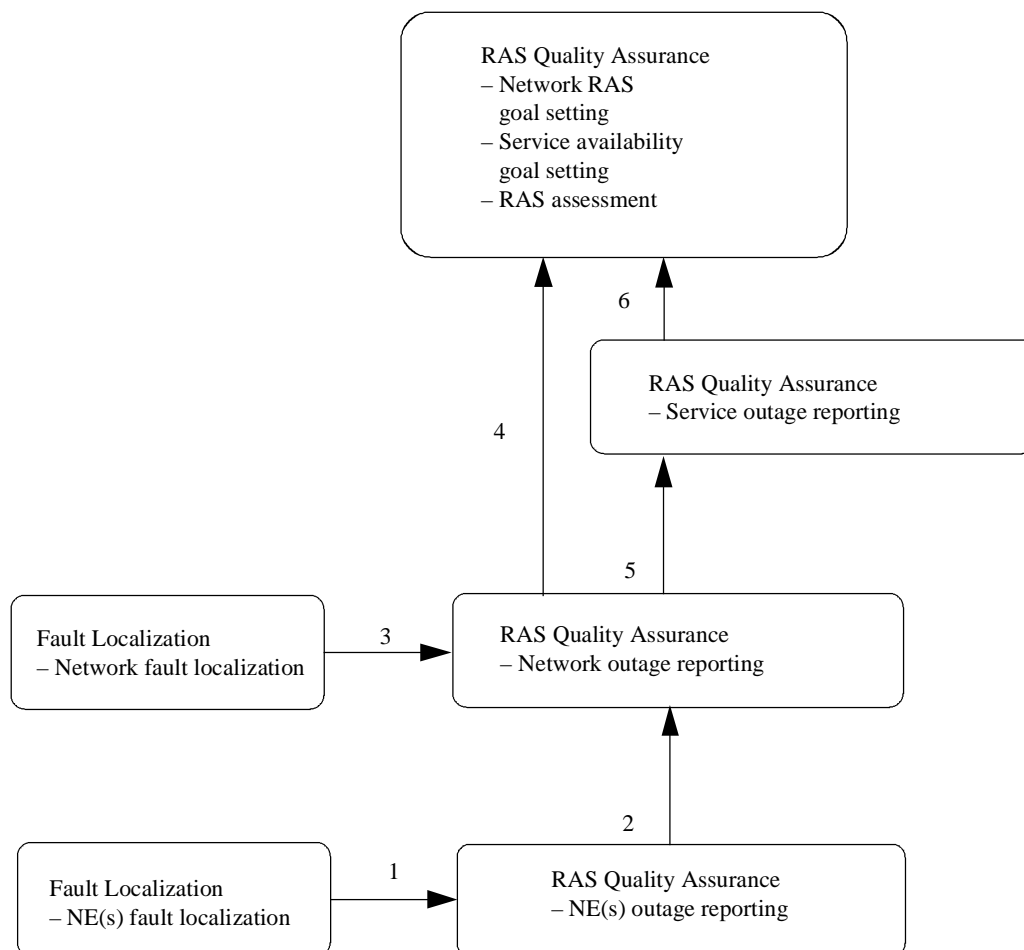 RAS Quality Assurance
– Network RAS
goal setting
– Service availability
goal setting
– RAS assessment
6
RAS Quality Assurance
– Service outage reporting
4
5
Fault Localization
– Network fault localization
3
RAS Quality Assurance
– Network outage reporting
2
Fault Localization
– NE(s) fault localization
1
RAS Quality Assurance
– NE(s) outage reporting